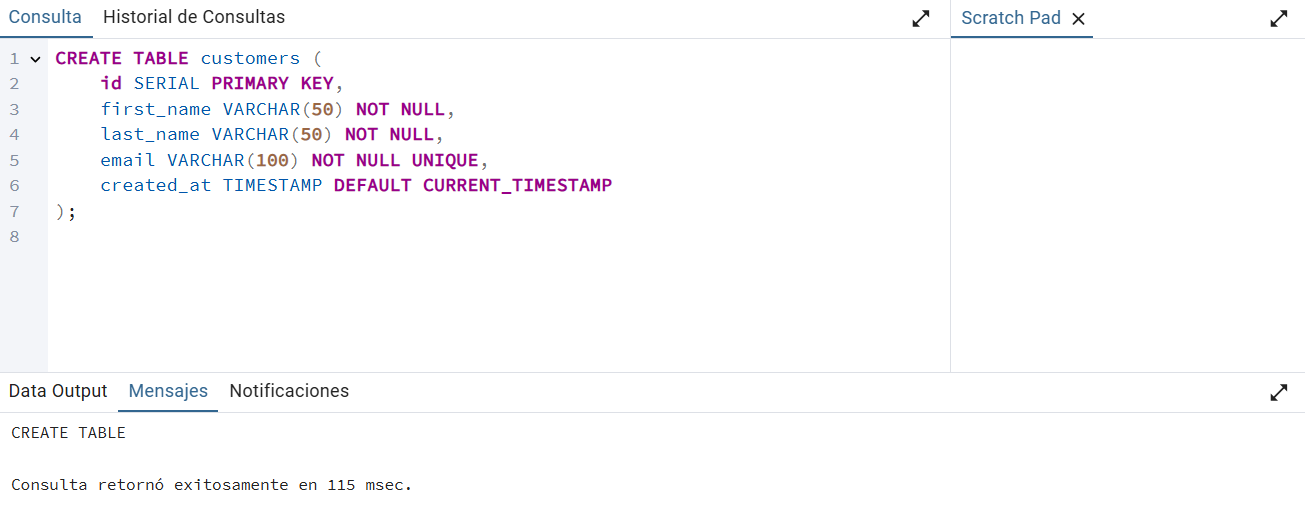 Consulta Historial de Consultas
Scratch Pad
1 CREATE TABLE customers (
2     id SERIAL PRIMARY KEY,
3     first_name VARCHAR(50) NOT NULL,
4     last_name VARCHAR(50) NOT NULL,
5     email VARCHAR(100) NOT NULL UNIQUE,
6     created_at TIMESTAMP DEFAULT CURRENT_TIMESTAMP
7 );
8
Data Output Mensajes Notificaciones
CREATE TABLE
Consulta retornó exitosamente en 115 msec.